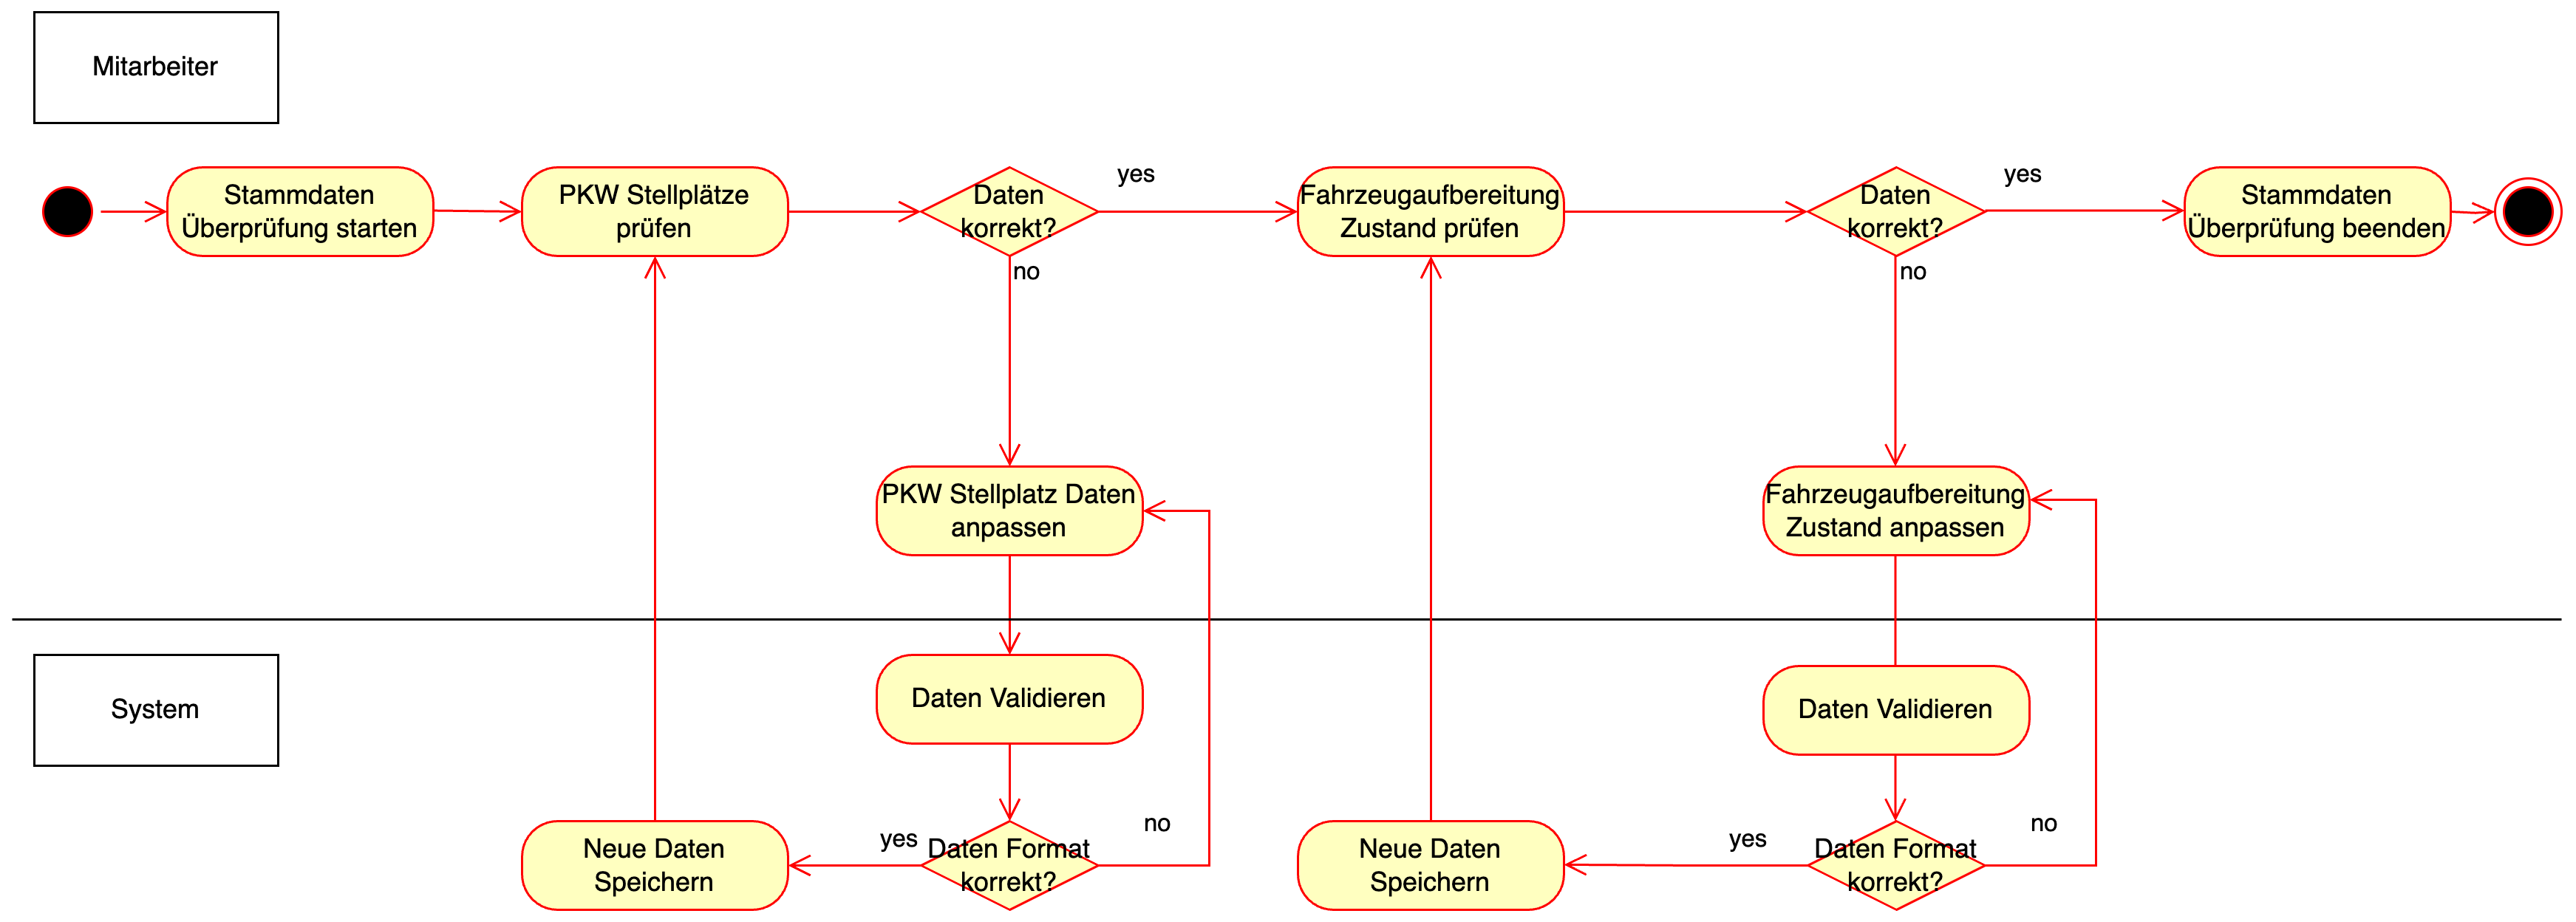 Mitarbeiter
Stammdaten
Überprüfung starten
PKW Stellplätze
prüfen
Daten
korrekt?
yes
no
Fahrzeugaufbereitung
Zustand prüfen
Daten
korrekt?
yes
no
Stammdaten
Überprüfung beenden
PKW Stellplatz Daten
anpassen
Fahrzeugaufbereitung
Zustand anpassen
System
Daten Validieren
Daten Validieren
Neue Daten
Speichern
yes
Daten Format
korrekt?
no
Neue Daten
Speichern
yes
Daten Format
korrekt?
no